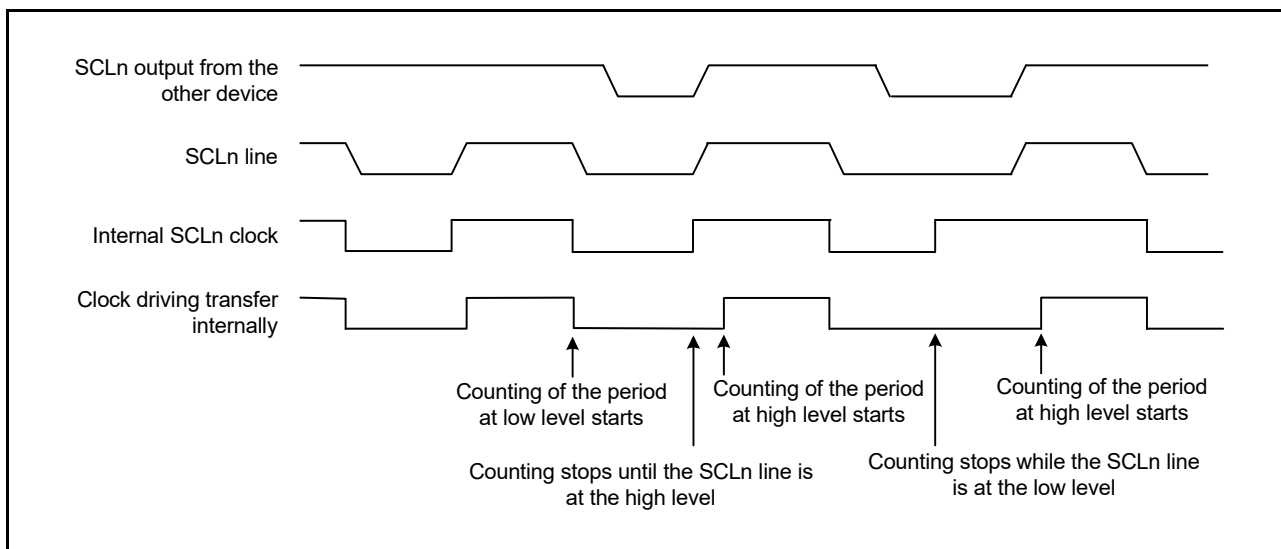 SCLn output from the
other device
SCLn line
Internal SCLn clock
Clock driving transfer
internally
Counting of the period
at low level starts
Counting of the period
at high level starts
Counting of the period
at high level starts
Counting stops until the SCLn line is
at the high level
Counting stops while the SCLn line
is at the low level